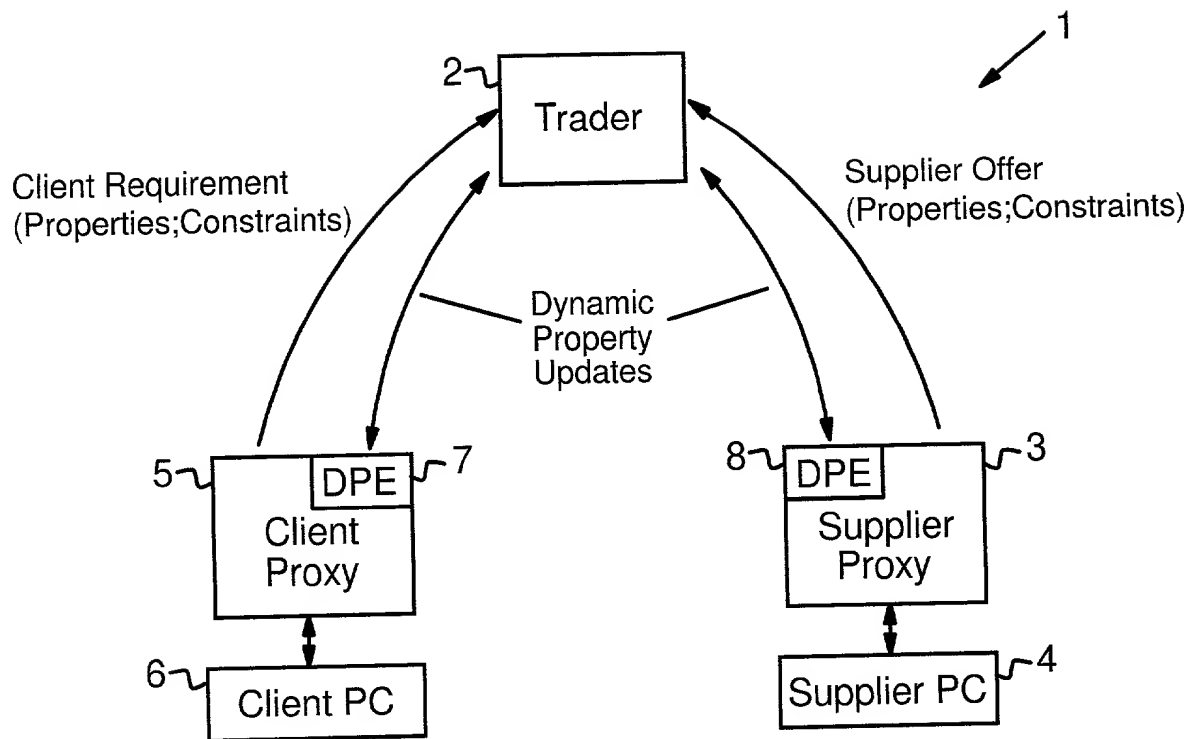 1
2
Trader
Client Requirement
(Properties;Constraints)
Supplier Offer
(Properties;Constraints)
Dynamic
Property
Updates
5
DPE
7
Client
Proxy
8
DPE
3
Supplier
Proxy
6
Client PC
Supplier PC
4